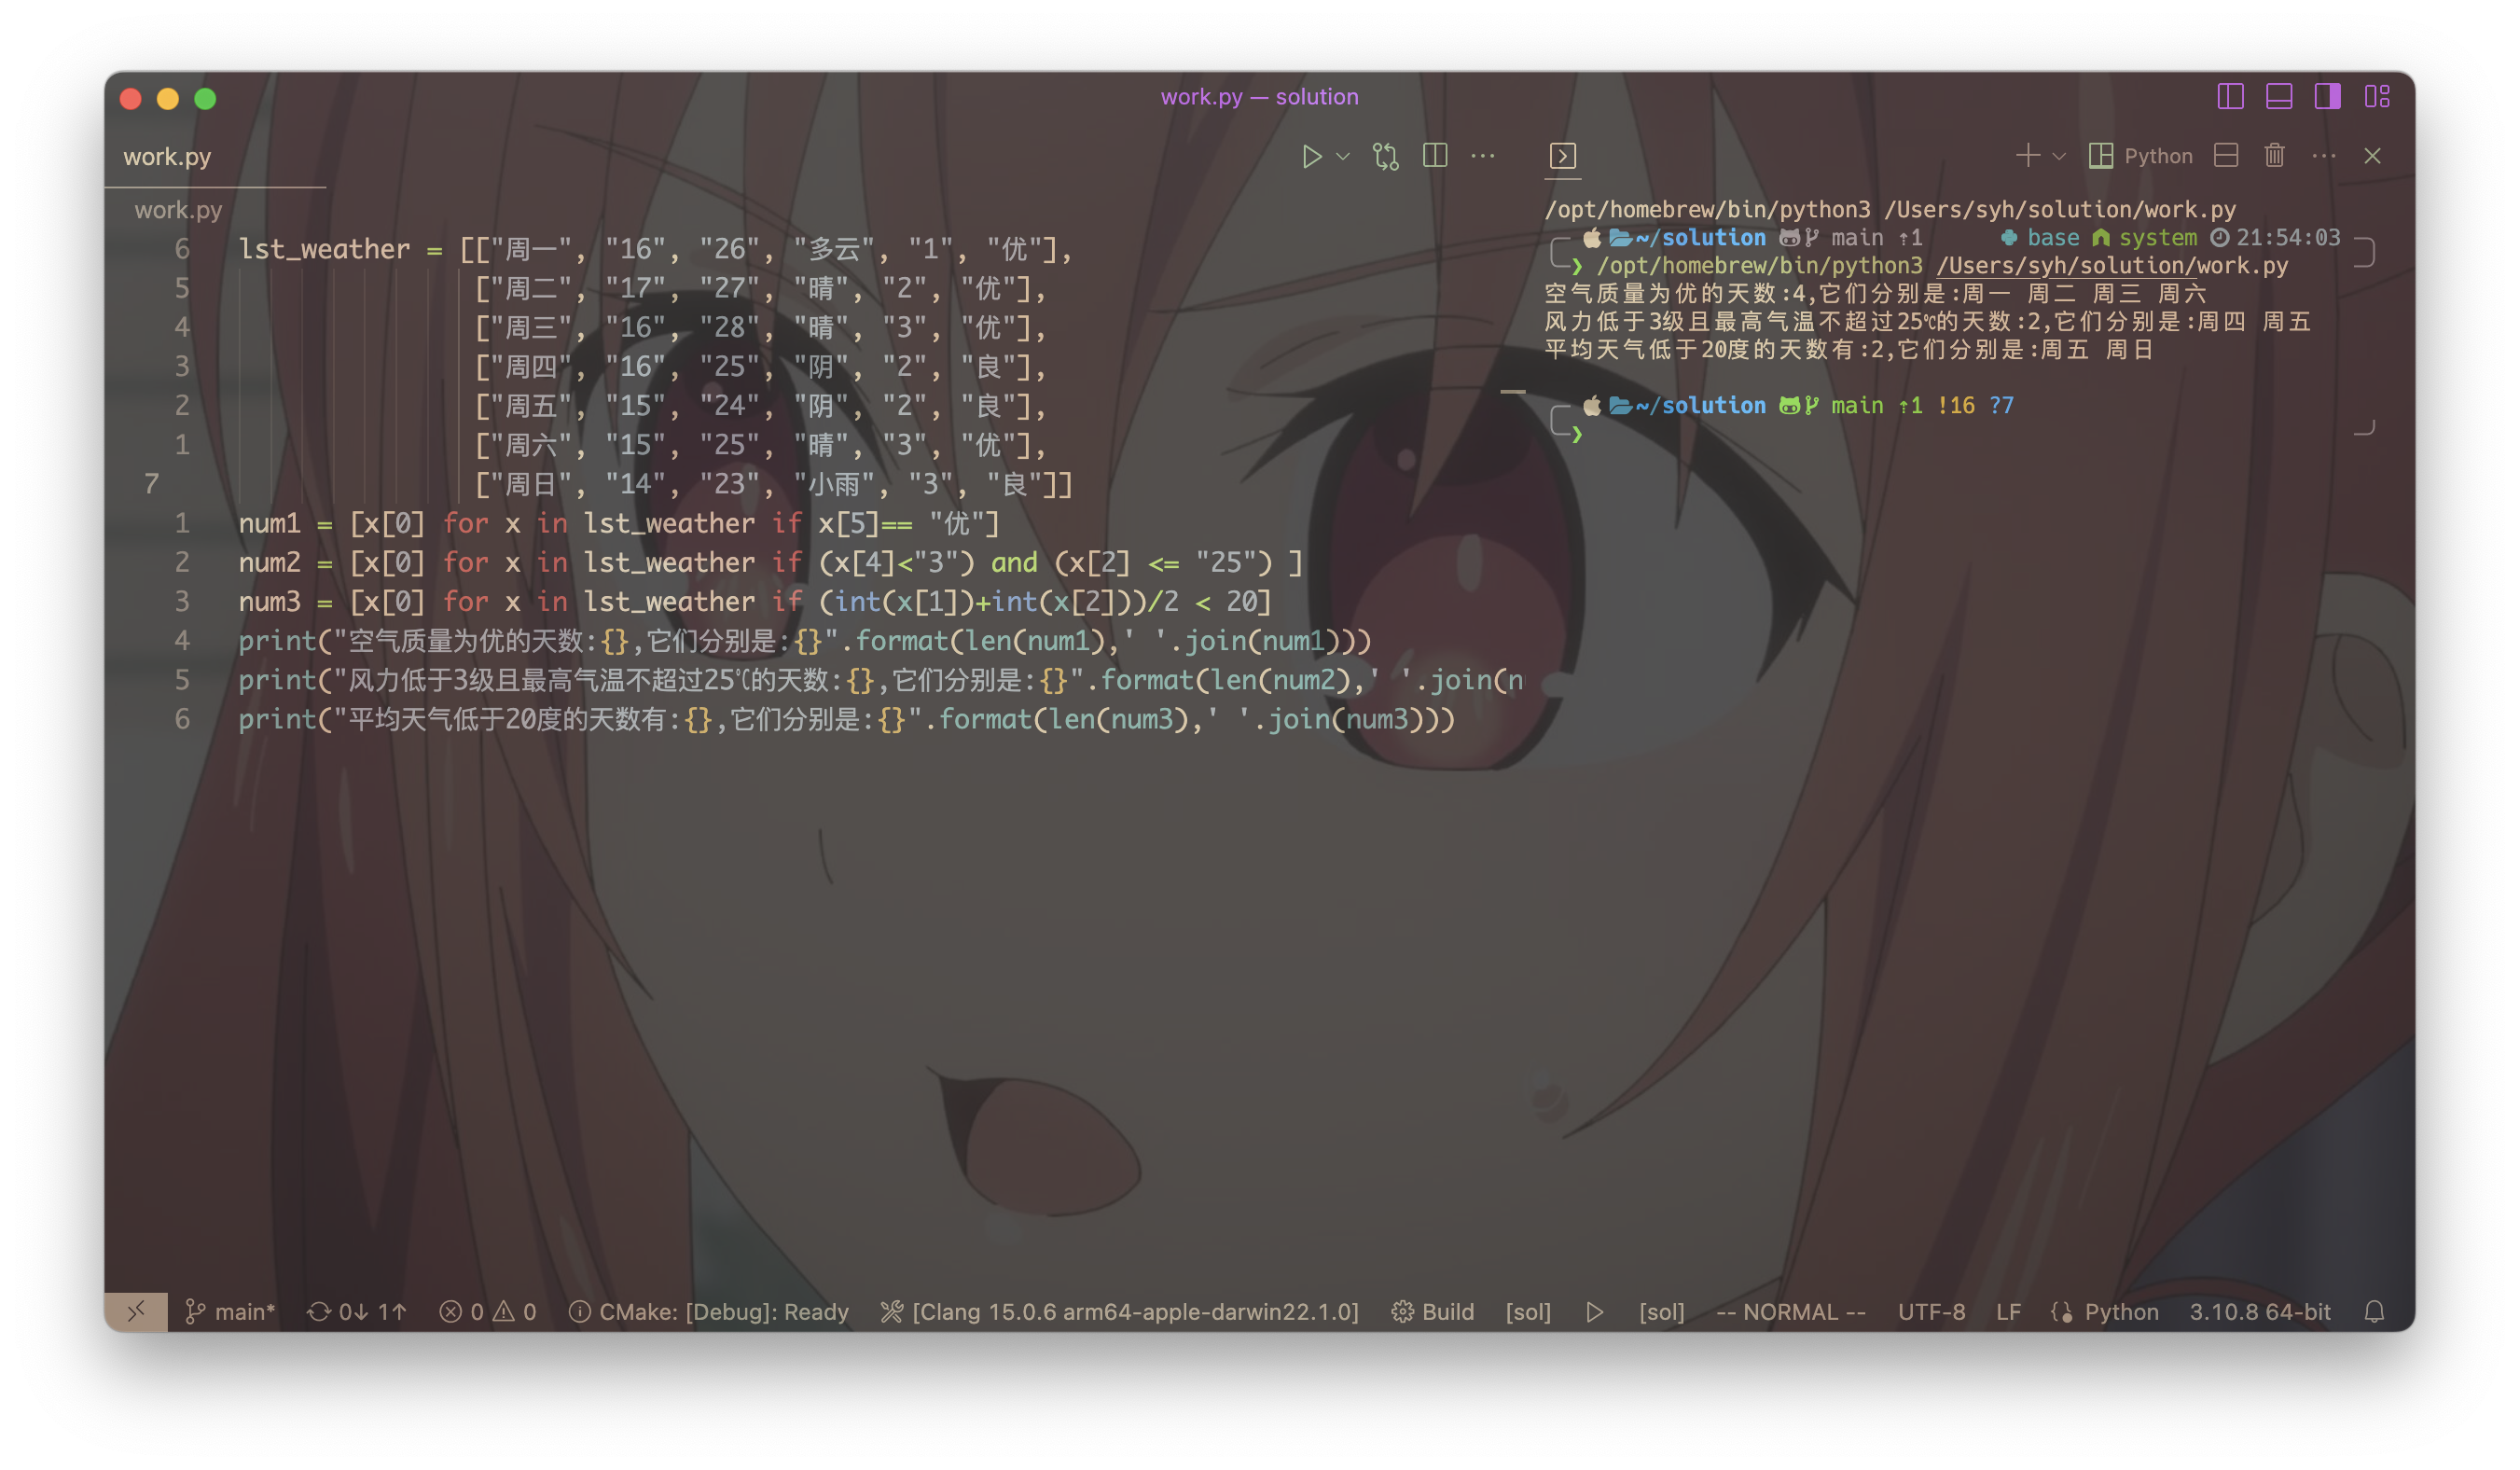 work.py — solution
work.py
Python
work.py
6 lst_weather = [["周一", "16", "26", "多云", "1", "优"],
5 ["周二", "17", "27", "晴", "2", "优"],
4 ["周三", "16", "28", "晴", "3", "优"],
3 ["周四", "16", "25", "阴", "2", "良"],
2 ["周五", "15", "24", "阴", "2", "良"],
1 ["周六", "15", "25", "晴", "3", "优"],
7 ["周日", "14", "23", "小雨", "3", "良"]]
1 num1 = [x[0] for x in lst_weather if x[5]== "优"]
2 num2 = [x[0] for x in lst_weather if (x[4]<"3") and (x[2] <= "25") ]
3 num3 = [x[0] for x in lst_weather if (int(x[1])+int(x[2]))/2 < 20]
4 print("空气质量为优的天数:{},它们分别是:{}".format(len(num1),' '.join(num1)))
5 print("风力低于3级且最高气温不超过25℃的天数:{},它们分别是:{}".format(len(num2),' '.join(n
6 print("平均天气低于20度的天数有:{},它们分别是:{}".format(len(num3),' '.join(num3)))
/opt/homebrew/bin/python3 /Users/syh/solution/work.py
~/solution main ⇡1 base system 21:54:03
❯ /opt/homebrew/bin/python3 /Users/syh/solution/work.py
空气质量为优的天数:4,它们分别是:周一 周二 周三 周六
风力低于3级且最高气温不超过25℃的天数:2,它们分别是:周四 周五
平均天气低于20度的天数有:2,它们分别是:周五 周日
~/solution main ⇡1 !16 ?7
❯
main* 0↓ 1↑ 0 0 CMake: [Debug]: Ready [Clang 15.0.6 arm64-apple-darwin22.1.0] Build [sol] [sol] -- NORMAL -- UTF-8 LF Python 3.10.8 64-bit